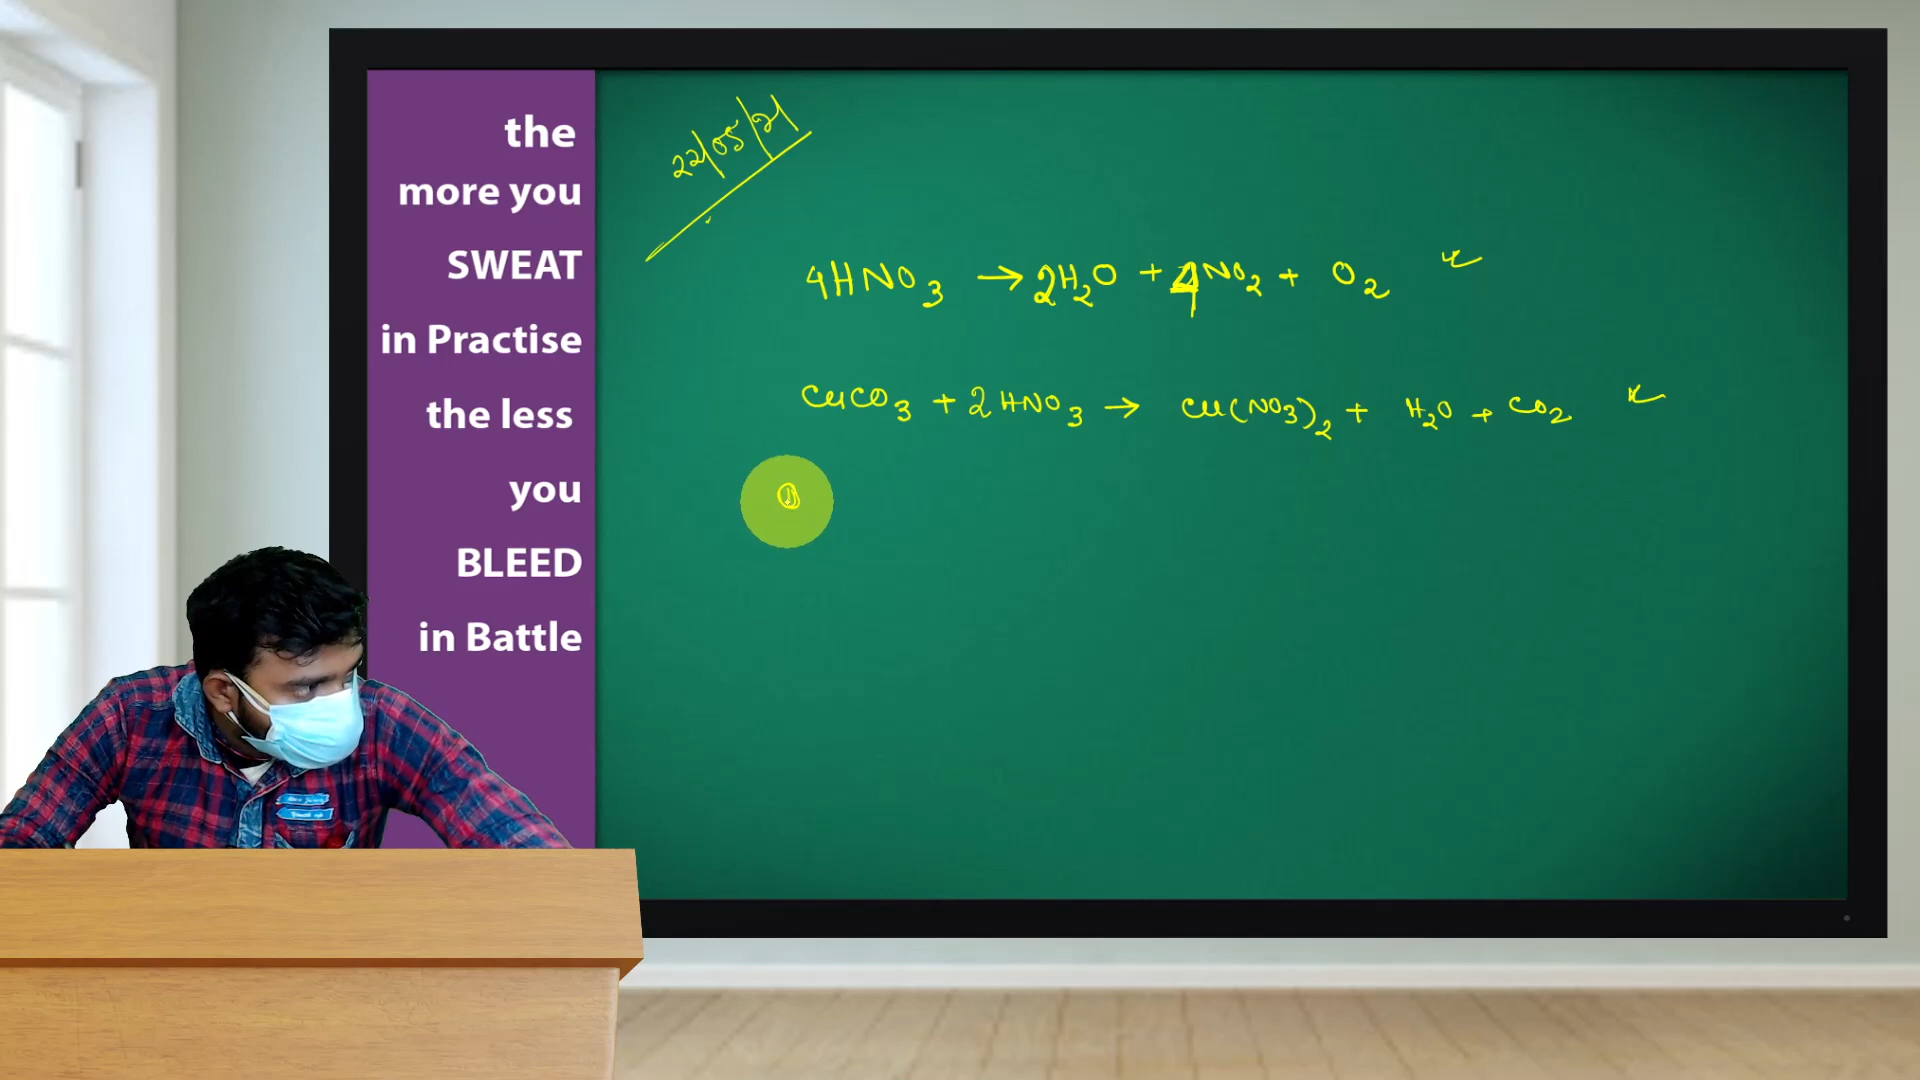 the
more you
SWEAT
in Practise
the less
you
BLEED
in Battle
22/05/21
4HNO₃ → 2H₂O + 4NO₂ + O₂
CuCO₃ + 2HNO₃ → Cu(NO₃)₂ + H₂O + CO₂